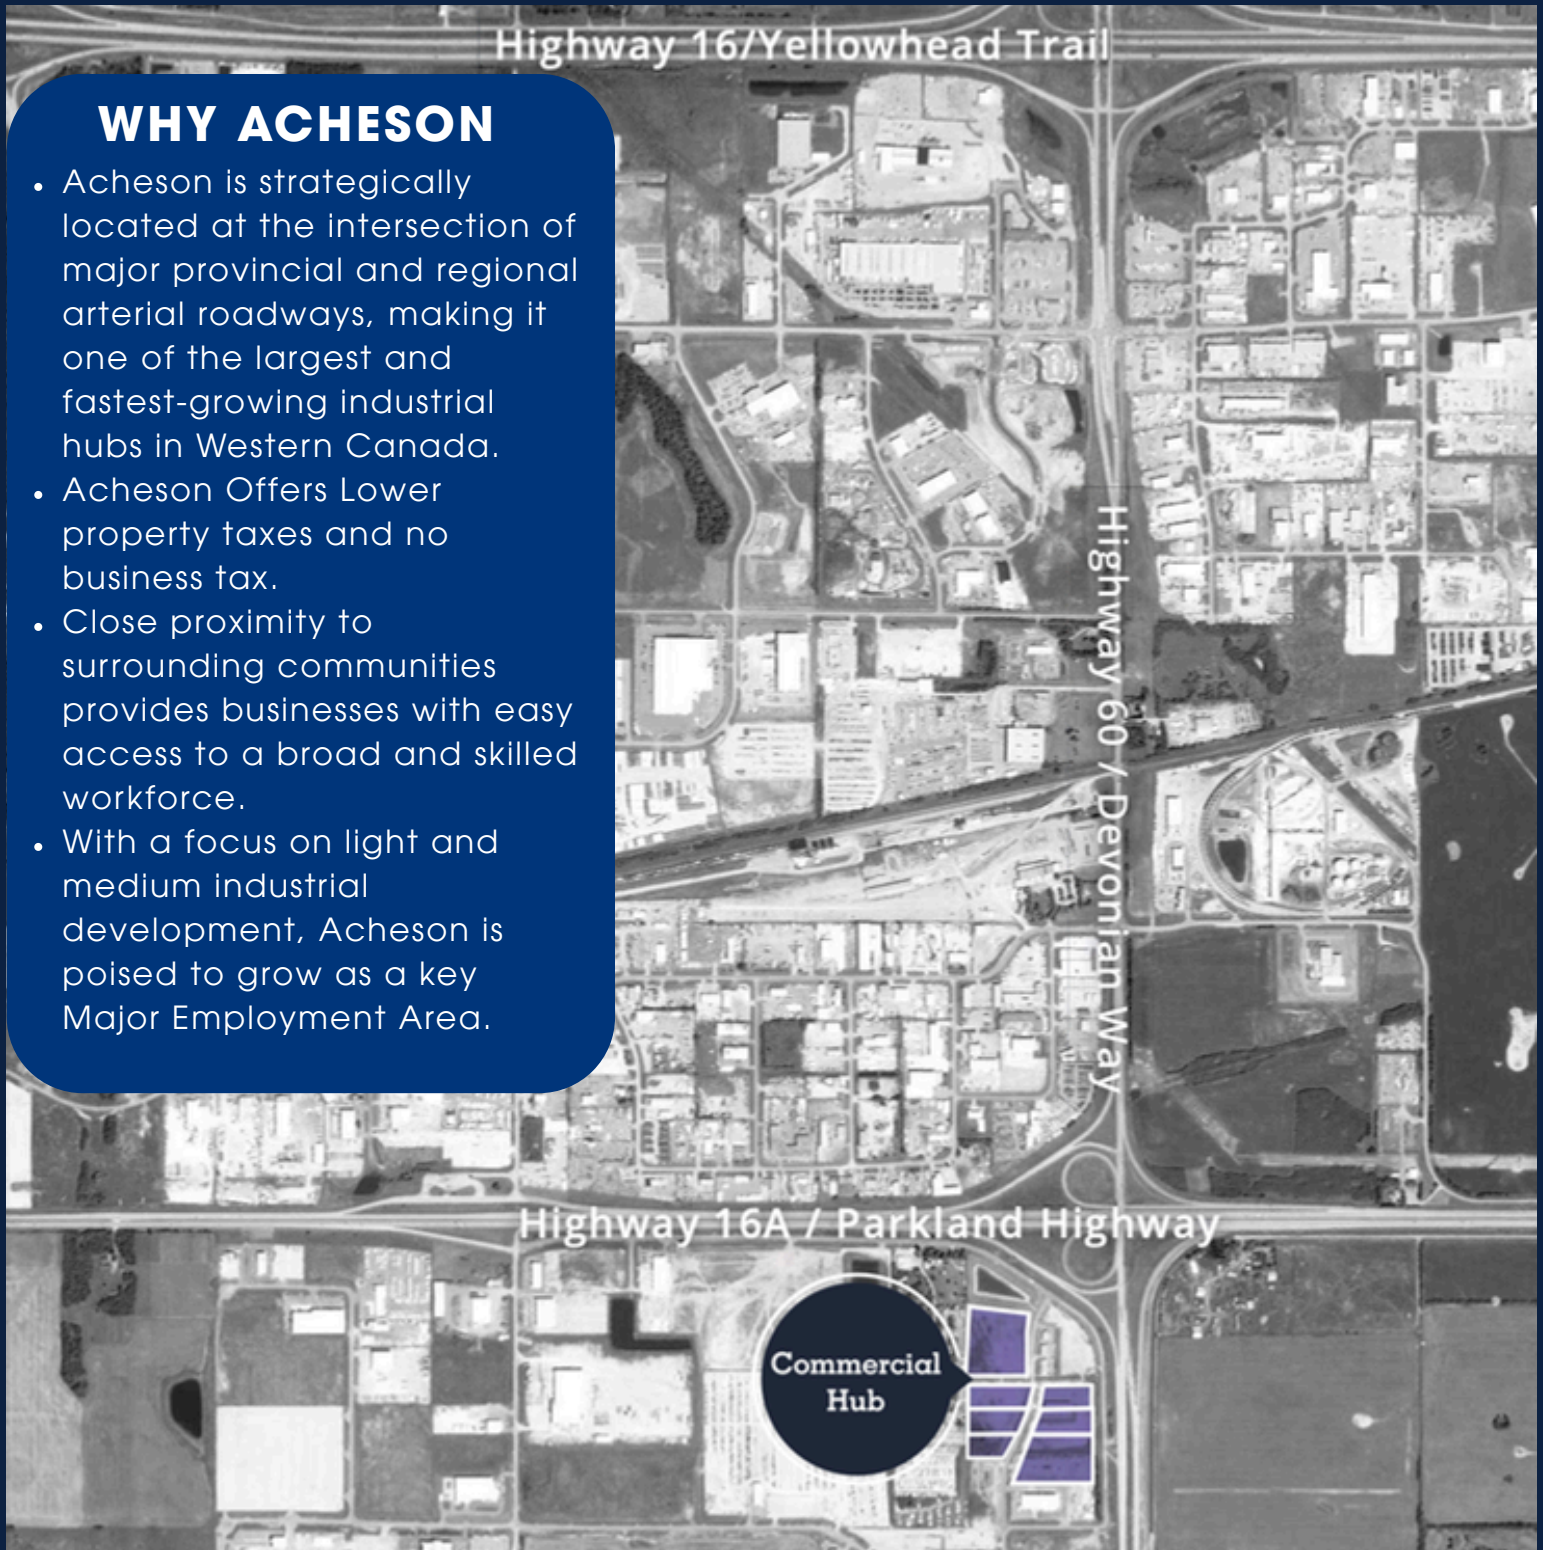 Highway 16/Yellowhead Trail
WHY ACHESON
• Acheson is strategically
located at the intersection of
major provincial and regional
arterial roadways, making it
one of the largest and
fastest-growing industrial
hubs in Western Canada.
• Acheson Offers Lower
property taxes and no
business tax.
• Close proximity to
surrounding communities
provides businesses with easy
access to a broad and skilled
workforce.
• With a focus on light and
medium industrial
development, Acheson is
poised to grow as a key
Major Employment Area.
Highway 60 / Devonian Way
Highway 16A / Parkland Highway
Commercial
Hub